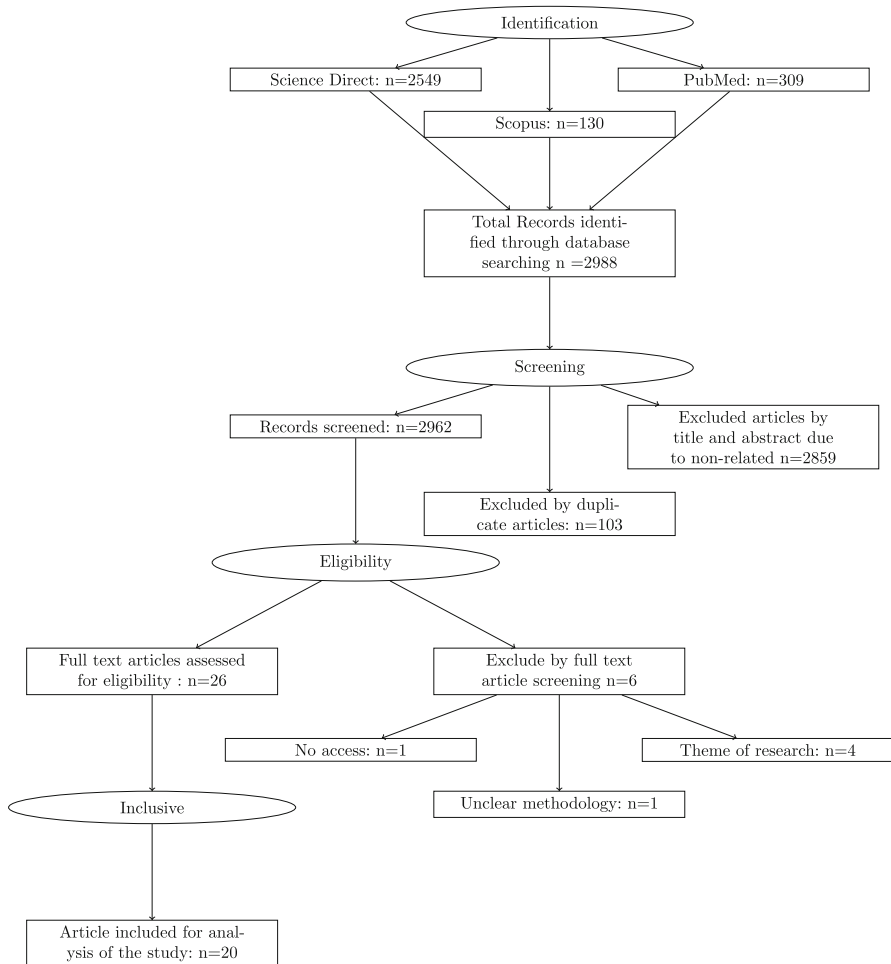 Identification
Science Direct: n=2549
PubMed: n=309
Scopus: n=130
Total Records identi-
fied through database
searching n =2988
Screening
Records screened: n=2962
Excluded articles by
title and abstract due
to non-related n=2859
Excluded by dupli-
cate articles: n=103
Eligibility
Full text articles assessed
for eligibility : n=26
Exclude by full text
article screening n=6
No access: n=1
Theme of research: n=4
Unclear methodology: n=1
Inclusive
Article included for anal-
ysis of the study: n=20